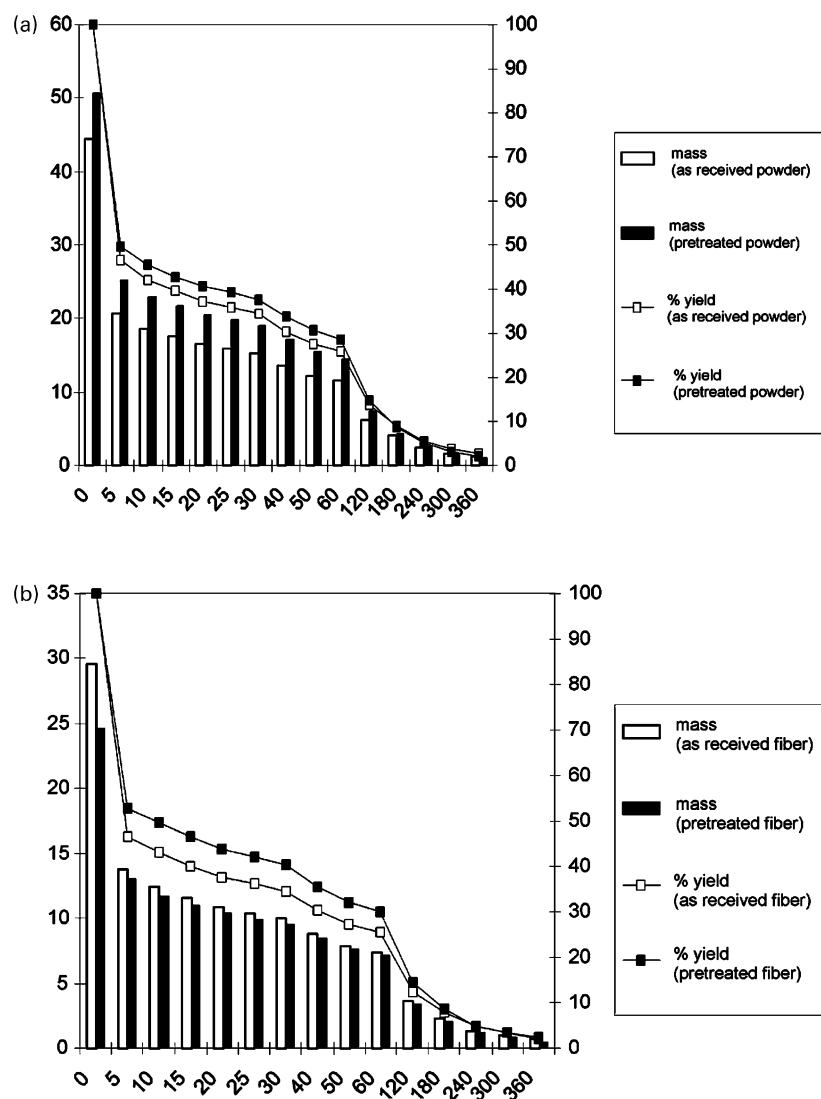 (a)
60
50
40
30
20
10
0
100
90
80
70
60
50
40
30
20
10
0
0 5 10 15 20 25 30 40 50 60 120 180 240 300 360
mass
(as received powder)
mass
(pretreated powder)
% yield
(as received powder)
% yield
(pretreated powder)
(b)
35
30
25
20
15
10
5
0
100
90
80
70
60
50
40
30
20
10
0
0 5 10 15 20 25 30 40 50 60 120 180 240 300 360
mass
(as received fiber)
mass
(pretreated fiber)
% yield
(as received fiber)
% yield
(pretreated fiber)